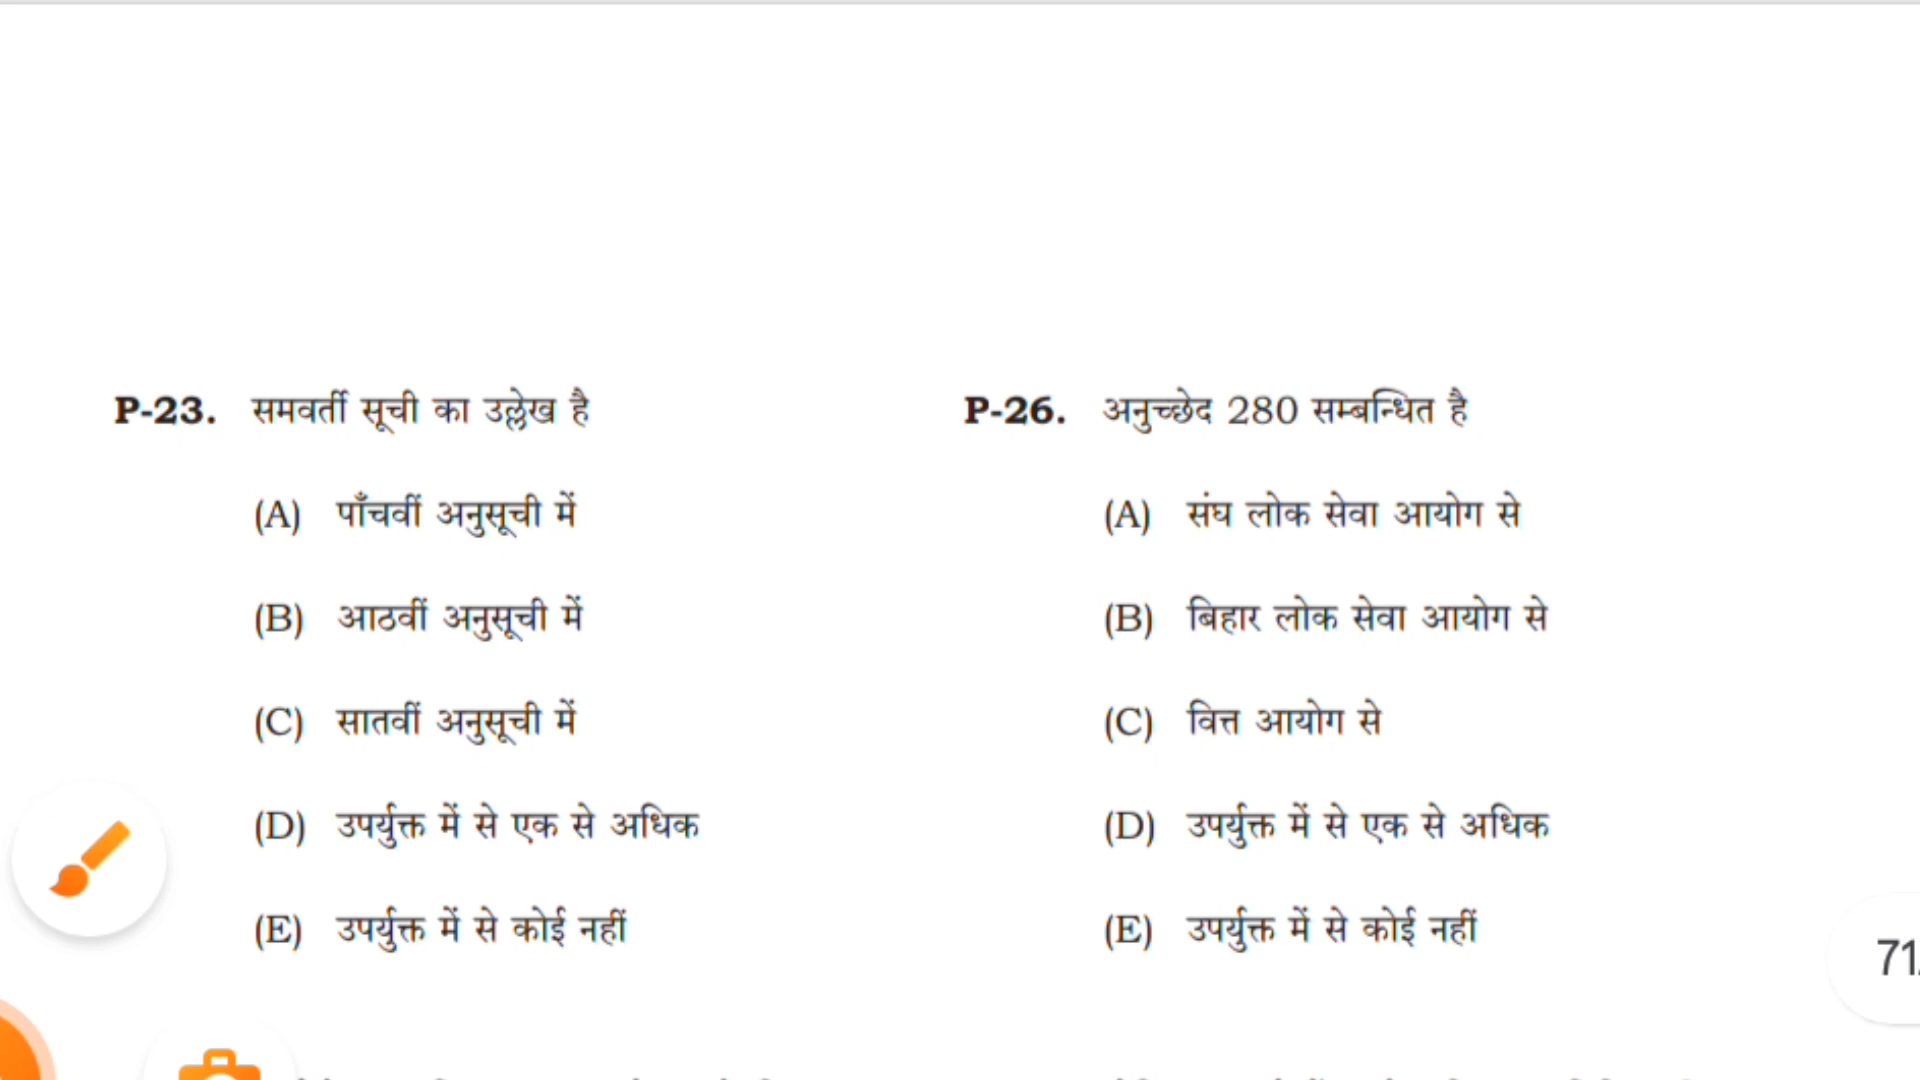 P-23. समवर्ती सूची का उल्लेख है
(A) पाँचवीं अनुसूची में
(B) आठवीं अनुसूची में
(C) सातवीं अनुसूची में
(D) उपर्युक्त में से एक से अधिक
(E) उपर्युक्त में से कोई नहीं
P-26. अनुच्छेद 280 सम्बन्धित है
(A) संघ लोक सेवा आयोग से
(B) बिहार लोक सेवा आयोग से
(C) वित्त आयोग से
(D) उपर्युक्त में से एक से अधिक
(E) उपर्युक्त में से कोई नहीं
71